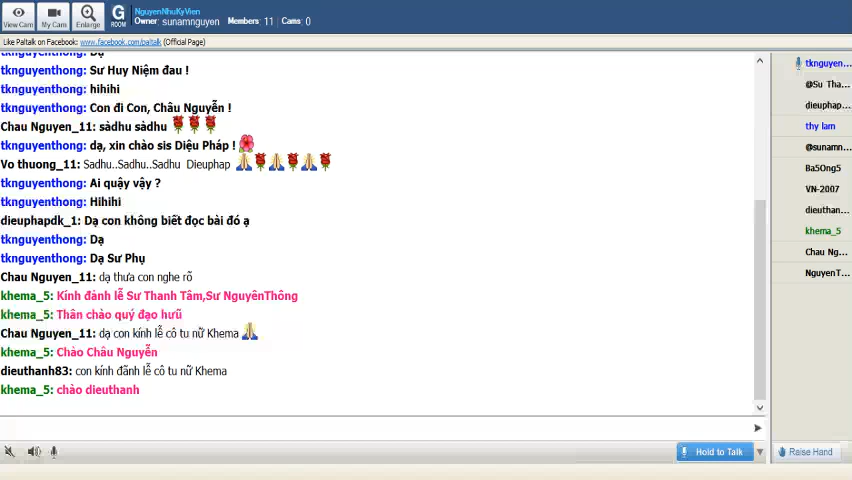 View Cam
My Cam
Enlarge
G ROOM
NguyenNhuKyVien
Owner: sunamnguyen Members: 11 Cams: 0
Like Paltalk on Facebook: www.facebook.com/paltalk (Official Page)
tknguyenthong: Dạ
tknguyenthong: Sư Huy Niệm đau !
tknguyenthong: hihihi
tknguyenthong: Con đi Con, Châu Nguyễn !
Chau Nguyen_11: sàdhu sàdhu
tknguyenthong: dạ, xin chào sis Diệu Pháp !
Vo thuong_11: Sadhu..Sadhu..Sadhu Dieuphap
tknguyenthong: Ai quậy vậy ?
tknguyenthong: Hihihi
dieuphapdk_1: Dạ con không biết đọc bài đó ạ
tknguyenthong: Dạ
tknguyenthong: Dạ Sư Phụ
Chau Nguyen_11: dạ thưa con nghe rõ
khema_5: Kính đảnh lễ Sư Thanh Tâm,Sư NguyênThông
khema_5: Thân chào quý đạo hưũ
Chau Nguyen_11: dạ con kính lễ cô tu nữ Khema
khema_5: Chào Châu Nguyễn
dieuthanh83: con kính đãnh lễ cô tu nữ Khema
khema_5: chào dieuthanh
tknguyen...
@Su Tha...
dieuphap...
thy lam
@sunamn...
Ba5Ong5
VN-2007
dieuthan...
khema_5
Chau Ng...
NguyenT...
Hold to Talk
Raise Hand